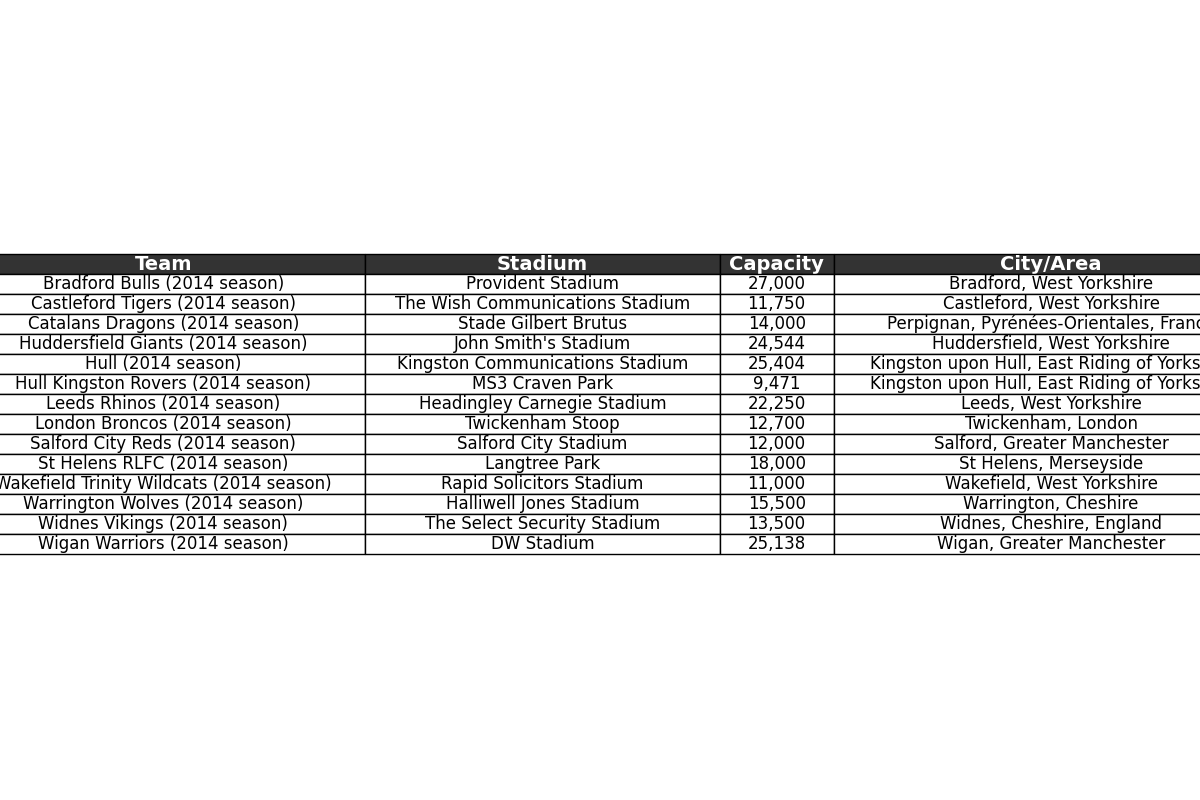 Team Stadium Capacity City/Area
Bradford Bulls (2014 season) Provident Stadium 27,000 Bradford, West Yorkshire
Castleford Tigers (2014 season) The Wish Communications Stadium 11,750 Castleford, West Yorkshire
Catalans Dragons (2014 season) Stade Gilbert Brutus 14,000 Perpignan, Pyrénées-Orientales,
Huddersfield Giants (2014 season) John Smith's Stadium 24,544 Huddersfield, West Yorkshire
Hull (2014 season) Kingston Communications Stadium 25,404 Kingston upon Hull, East Riding of
Hull Kingston Rovers (2014 season) MS3 Craven Park 9,471 Kingston upon Hull, East Riding of
Leeds Rhinos (2014 season) Headingley Carnegie Stadium 22,250 Leeds, West Yorkshire
London Broncos (2014 season) Twickenham Stoop 12,700 Twickenham, London
Salford City Reds (2014 season) Salford City Stadium 12,000 Salford, Greater Manchester
St Helens RLFC (2014 season) Langtree Park 18,000 St Helens, Merseyside
Wakefield Trinity Wildcats (2014 season) Rapid Solicitors Stadium 11,000 Wakefield, West Yorkshire
Warrington Wolves (2014 season) Halliwell Jones Stadium 15,500 Warrington, Cheshire
Widnes Vikings (2014 season) The Select Security Stadium 13,500 Widnes, Cheshire, England
Wigan Warriors (2014 season) DW Stadium 25,138 Wigan, Greater Manchester